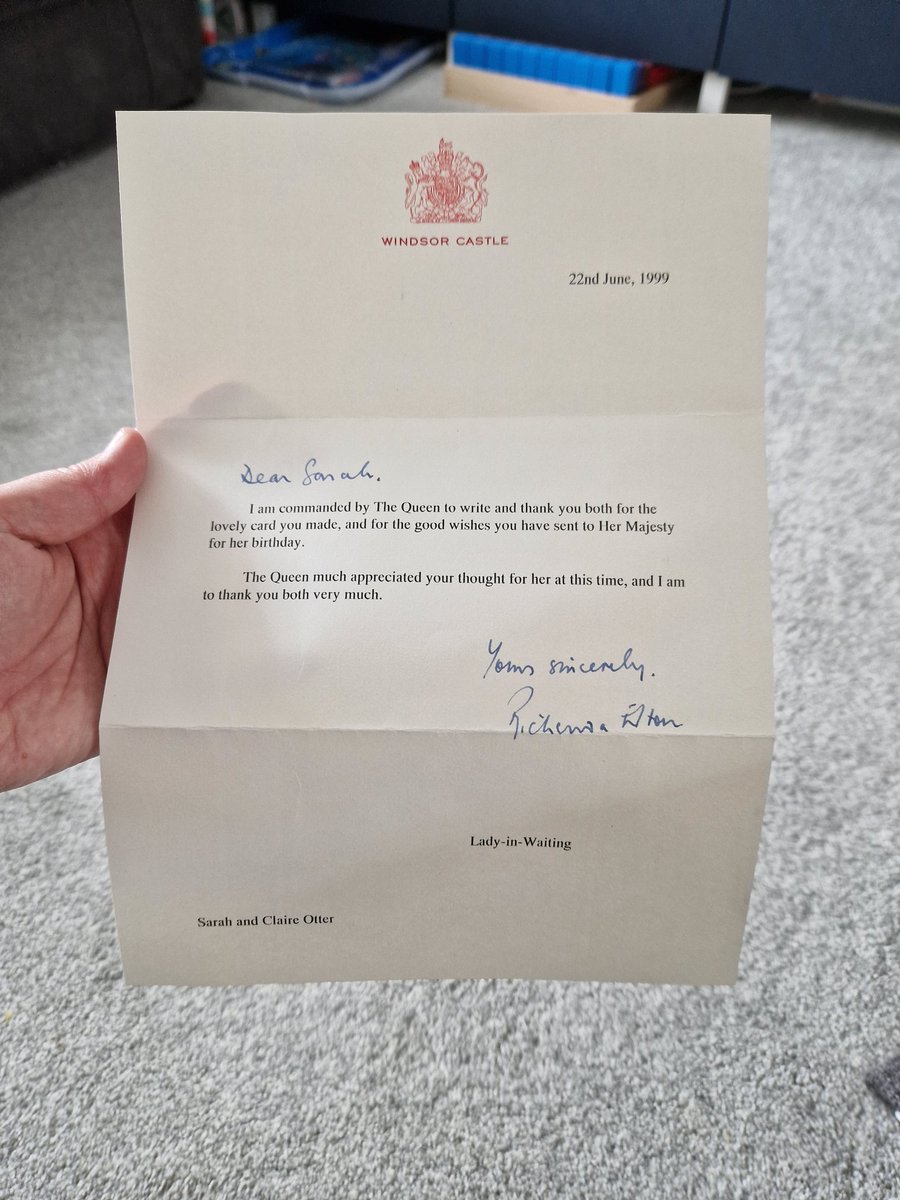 WINDSOR CASTLE
22nd June, 1999
Dear Sarah.
I am commanded by The Queen to write and thank you both for the
lovely card you made, and for the good wishes you have sent to Her Majesty
for her birthday.
The Queen much appreciated your thought for her at this time, and I am
to thank you both very much.
Yours sincerely.
Richenda Elton
Lady-in-Waiting
Sarah and Claire Otter